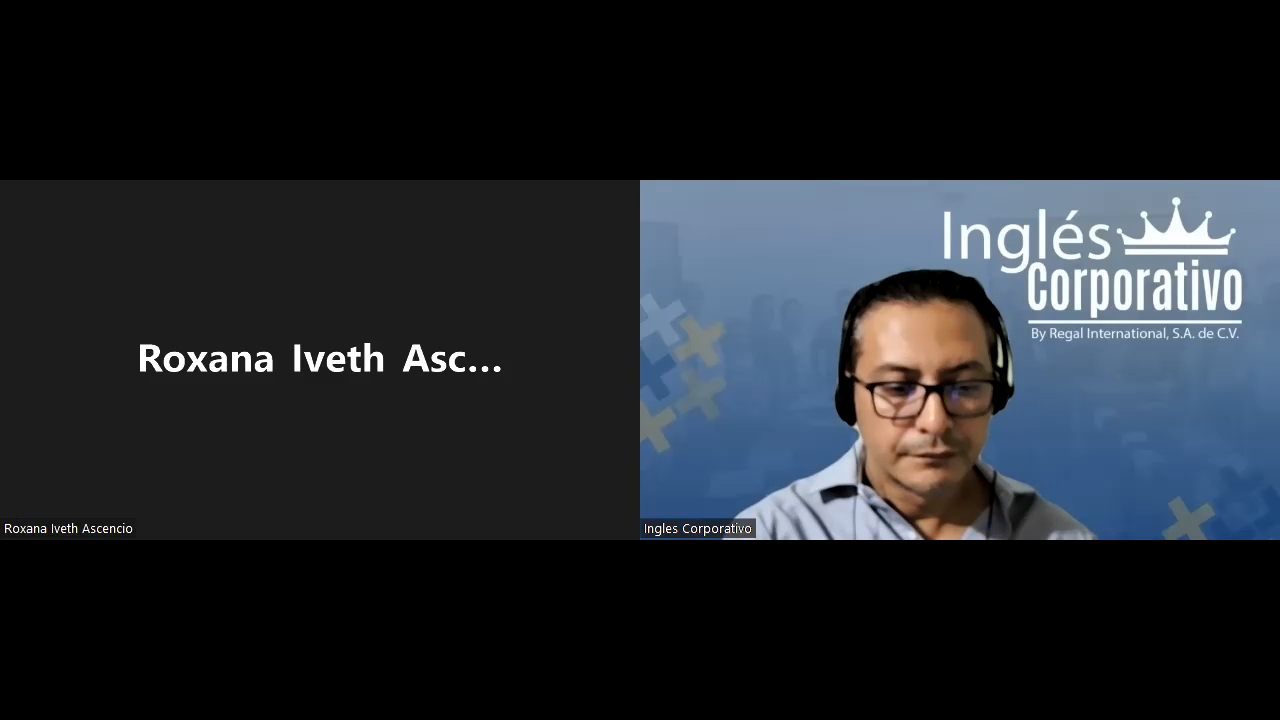 Roxana Iveth Asc...
Roxana Iveth Ascencio
Inglés
Corporativo
By Regal International, S.A. de C.V.
Ingles Corporativo